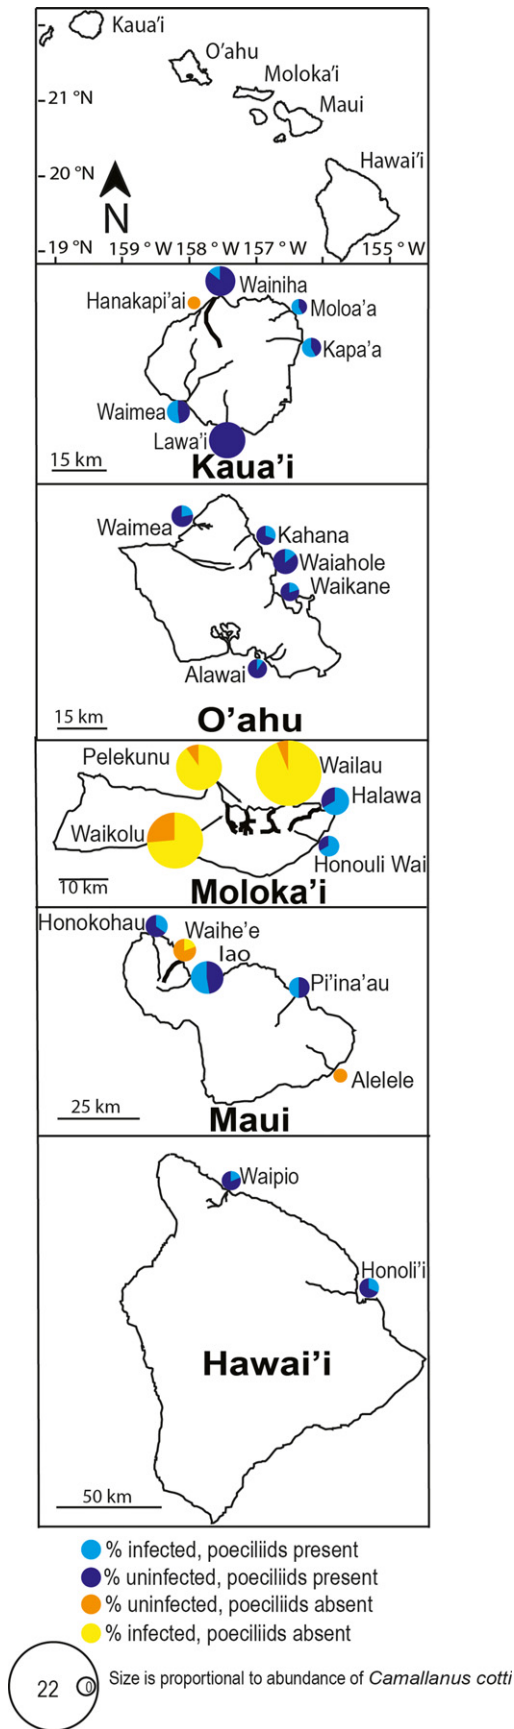 Kaua'i
O'ahu
Moloka'i
Maui
Hawai'i
21 °N
20 °N
19 °N
N
159 °W 158 °W 157 °W 155 °W
Wainiha
Hanakapi'ai
Moloa'a
Kapa'a
Waimea
Lawa'i
15 km
Kaua'i
Waimea
Kahana
Waiahole
Waikane
Alawai
15 km
O'ahu
Pelekunu
Wailau
Halawa
Waikolu
Honouli Wai
10 km
Moloka'i
Honokohau
Waihe'e
Iao
Pi'ina'au
Alelele
25 km
Maui
Waipio
Honoli'i
Hawai'i
50 km
% infected, poeciliids present
% uninfected, poeciliids present
% uninfected, poeciliids absent
% infected, poeciliids absent
22 0 Size is proportional to abundance of Camallanus cotti